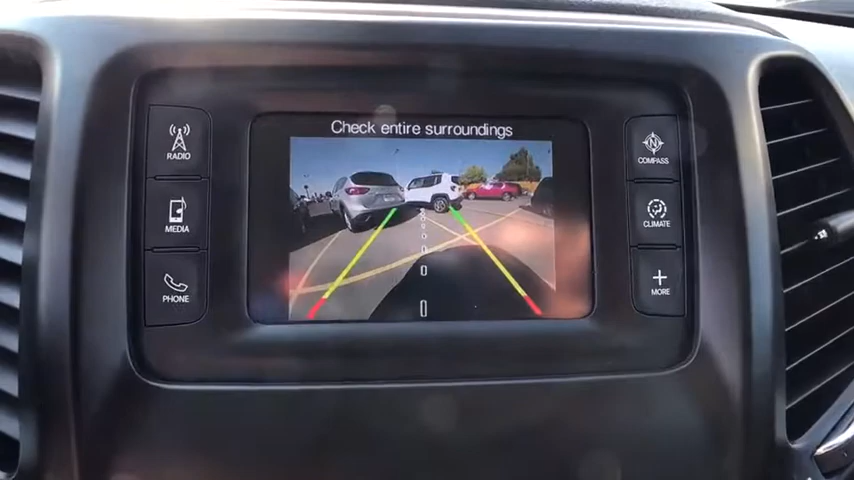 Check entire surroundings
RADIO
MEDIA
PHONE
COMPASS
CLIMATE
MORE